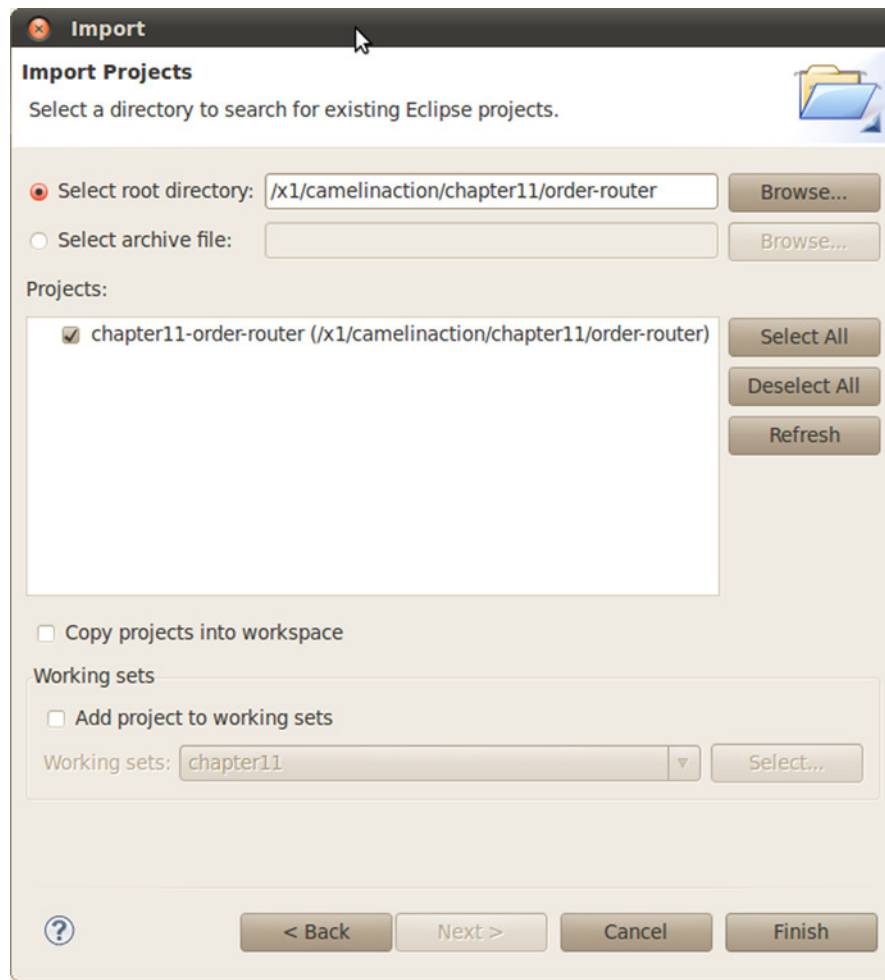 Import
Import Projects
Select a directory to search for existing Eclipse projects.
Select root directory: /x1/camelinaction/chapter11/order-router Browse...
Select archive file: Browse...
Projects:
chapter11-order-router (/x1/camelinaction/chapter11/order-router) Select All
Deselect All
Refresh
Copy projects into workspace
Working sets
Add project to working sets
Working sets: chapter11 Select...
? < Back Next > Cancel Finish